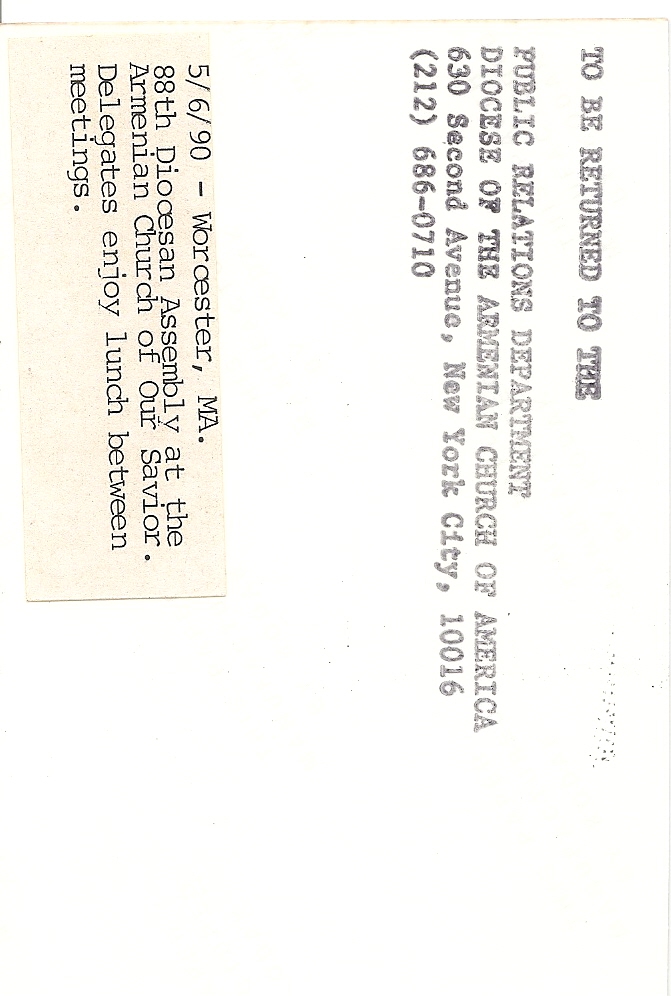 TO BE RETURNED TO THE
PUBLIC RELATIONS DEPARTMENT
DIOCESE OF THE ARMENIAN CHURCH OF AMERICA
630 Second Avenue, New York City, 10016
(212) 686-0710
5/6/90 - Worcester, MA.
88th Diocesan Assembly at the
Armenian Church of Our Savior.
Delegates enjoy lunch between
meetings.